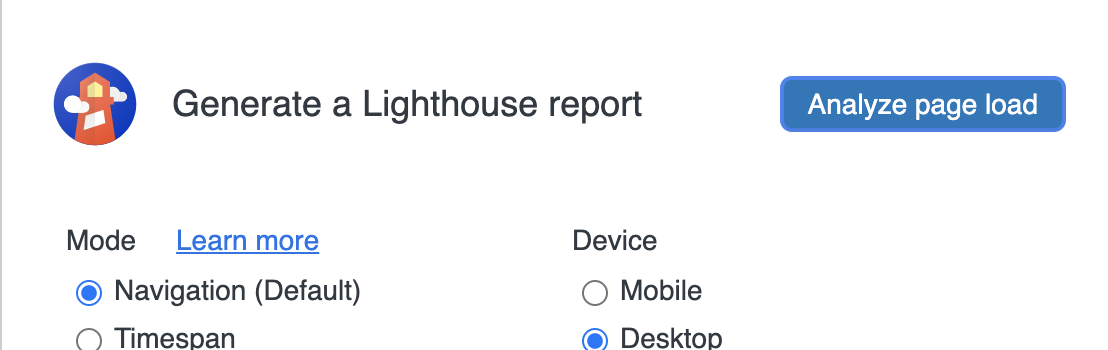 Generate a Lighthouse report
Analyze page load
Mode Learn more
Device
Navigation (Default)
Mobile
Timespan
Desktop